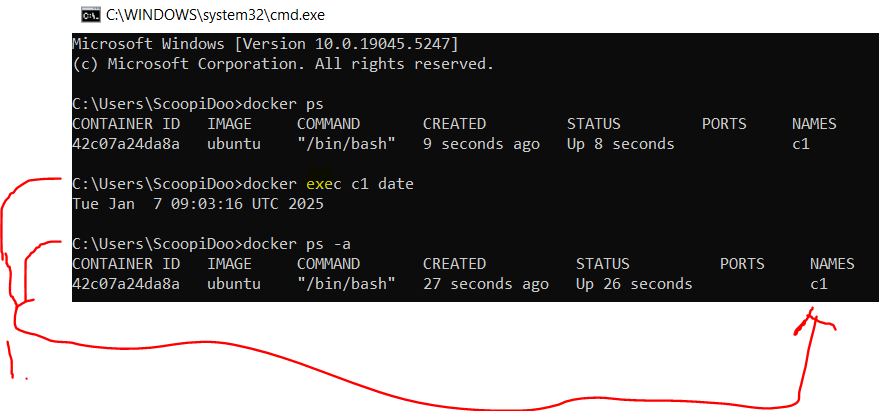 C:\WINDOWS\system32\cmd.exe
Microsoft Windows [Version 10.0.19045.5247]
(c) Microsoft Corporation. All rights reserved.
C:\Users\ScoopiDoo>docker ps
CONTAINER ID   IMAGE     COMMAND       CREATED         STATUS         PORTS     NAMES
42c07a24da8a   ubuntu    "/bin/bash"   9 seconds ago   Up 8 seconds             c1
C:\Users\ScoopiDoo>docker exec c1 date
Tue Jan  7 09:03:16 UTC 2025
C:\Users\ScoopiDoo>docker ps -a
CONTAINER ID   IMAGE     COMMAND       CREATED          STATUS          PORTS     NAMES
42c07a24da8a   ubuntu    "/bin/bash"   27 seconds ago   Up 26 seconds             c1